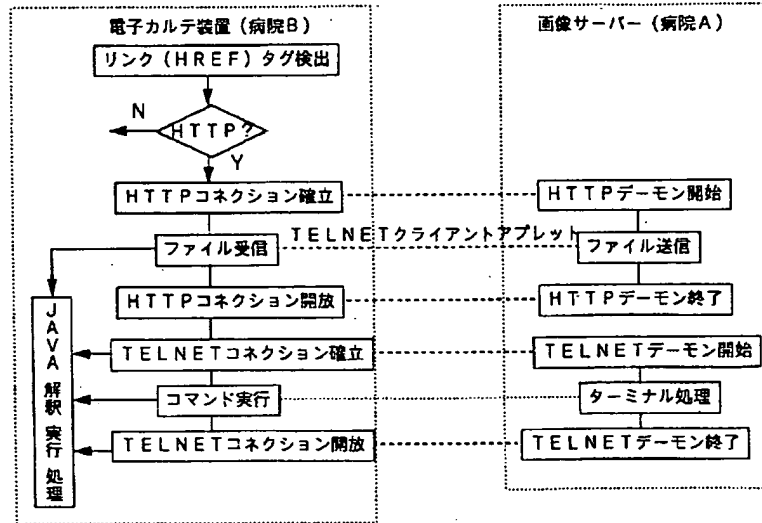 電子カルテ装置(病院B)
リンク(HREF)タグ検出
N
HTTP?
Y
HTTPコネクション確立
ファイル受信
HTTPコネクション開放
TELNETコネクション確立
コマンド実行
TELNETコネクション開放
JAVA 解釈 実行 処理
TELNETクライアントアプレット
画像サーバー(病院A)
HTTPデーモン開始
ファイル送信
HTTPデーモン終了
TELNETデーモン開始
ターミナル処理
TELNETデーモン終了